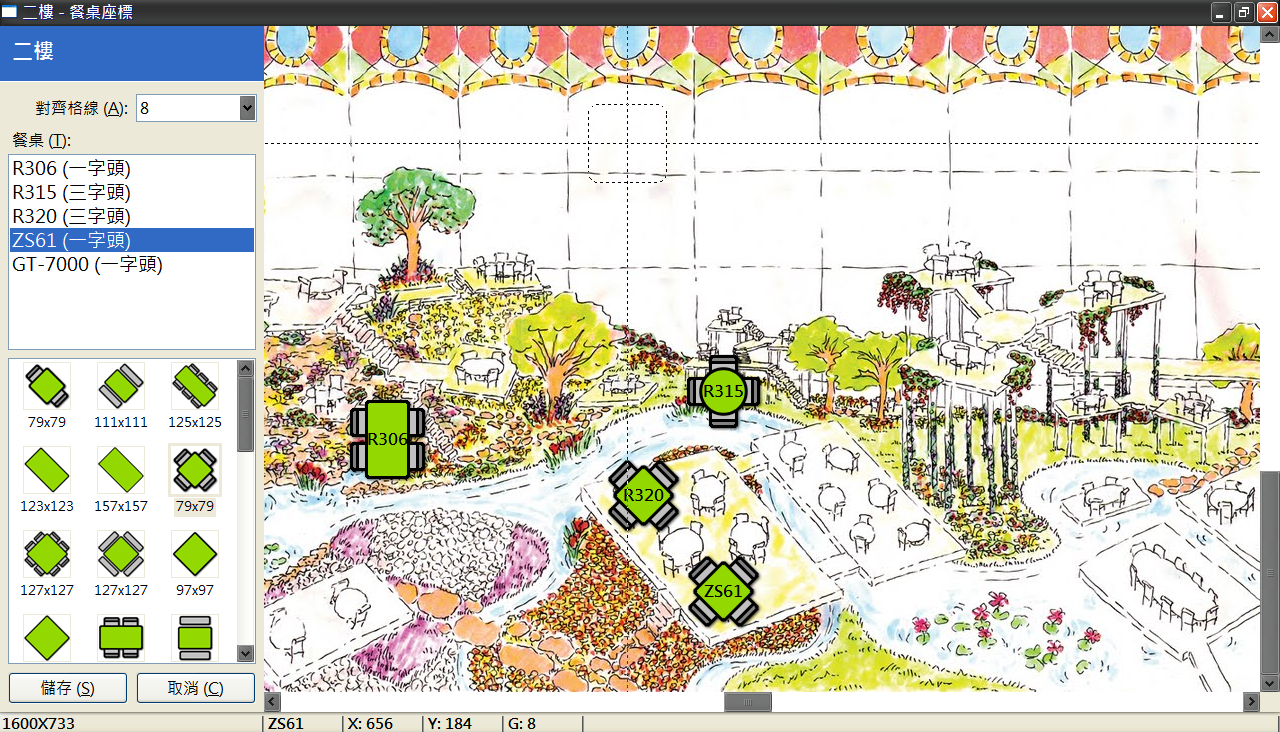 二樓 - 餐桌座標
二樓
對齊格線 (A): 8
餐桌 (T):
R306 (一字頭)
R315 (三字頭)
R320 (三字頭)
ZS61 (一字頭)
GT-7000 (一字頭)
79x79 111x111 125x125
123x123 157x157 79x79
127x127 127x127 97x97
儲存 (S) 取消 (C)
R315
R306
R320
ZS61
1600X733 ZS61 X: 656 Y: 184 G: 8